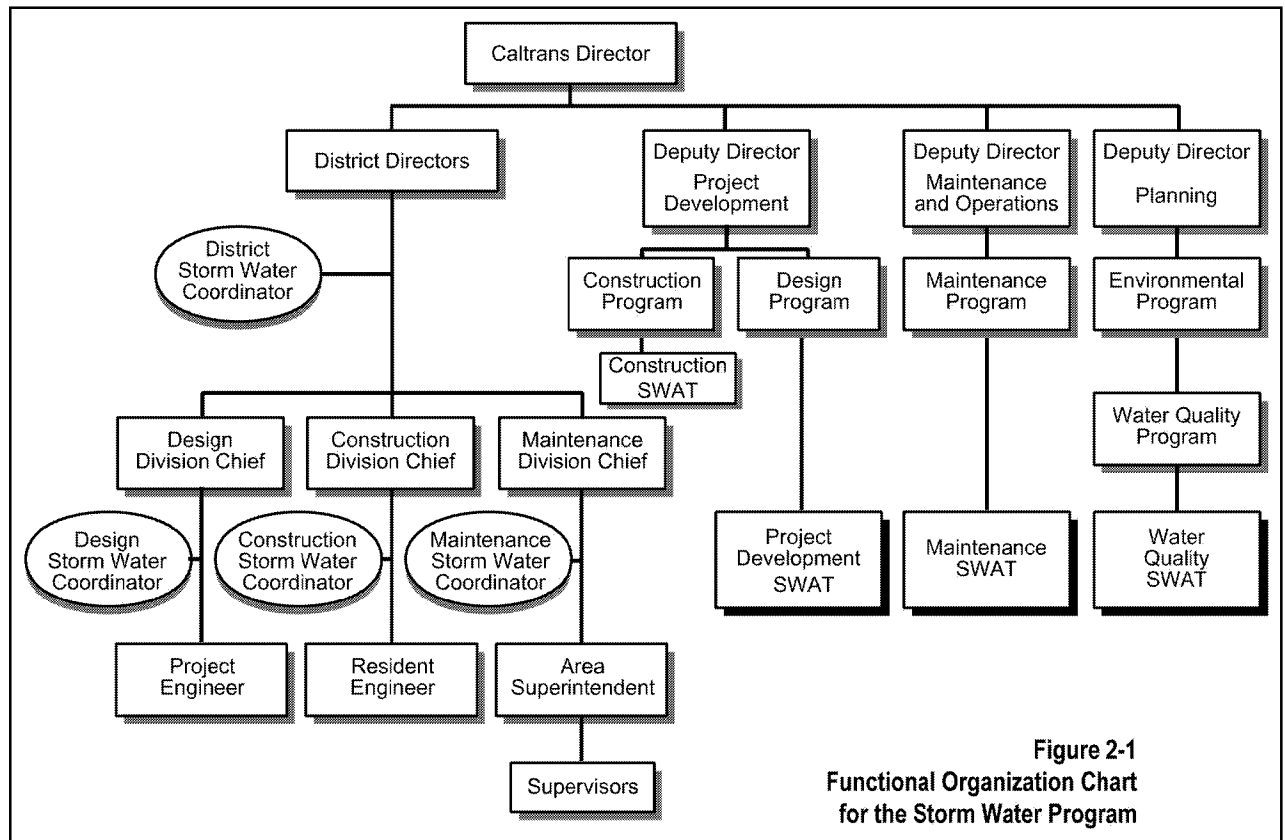 Caltrans Director
District Directors
Deputy Director
Project
Development
Deputy Director
Maintenance
and Operations
Deputy Director
Planning
District
Storm Water
Coordinator
Construction
Program
Design
Program
Maintenance
Program
Environmental
Program
Construction
SWAT
Design
Division Chief
Construction
Division Chief
Maintenance
Division Chief
Water Quality
Program
Design
Storm Water
Coordinator
Construction
Storm Water
Coordinator
Maintenance
Storm Water
Coordinator
Project
Development
SWAT
Maintenance
SWAT
Water
Quality
SWAT
Project
Engineer
Resident
Engineer
Area
Superintendent
Supervisors
Figure 2-1
Functional Organization Chart
for the Storm Water Program